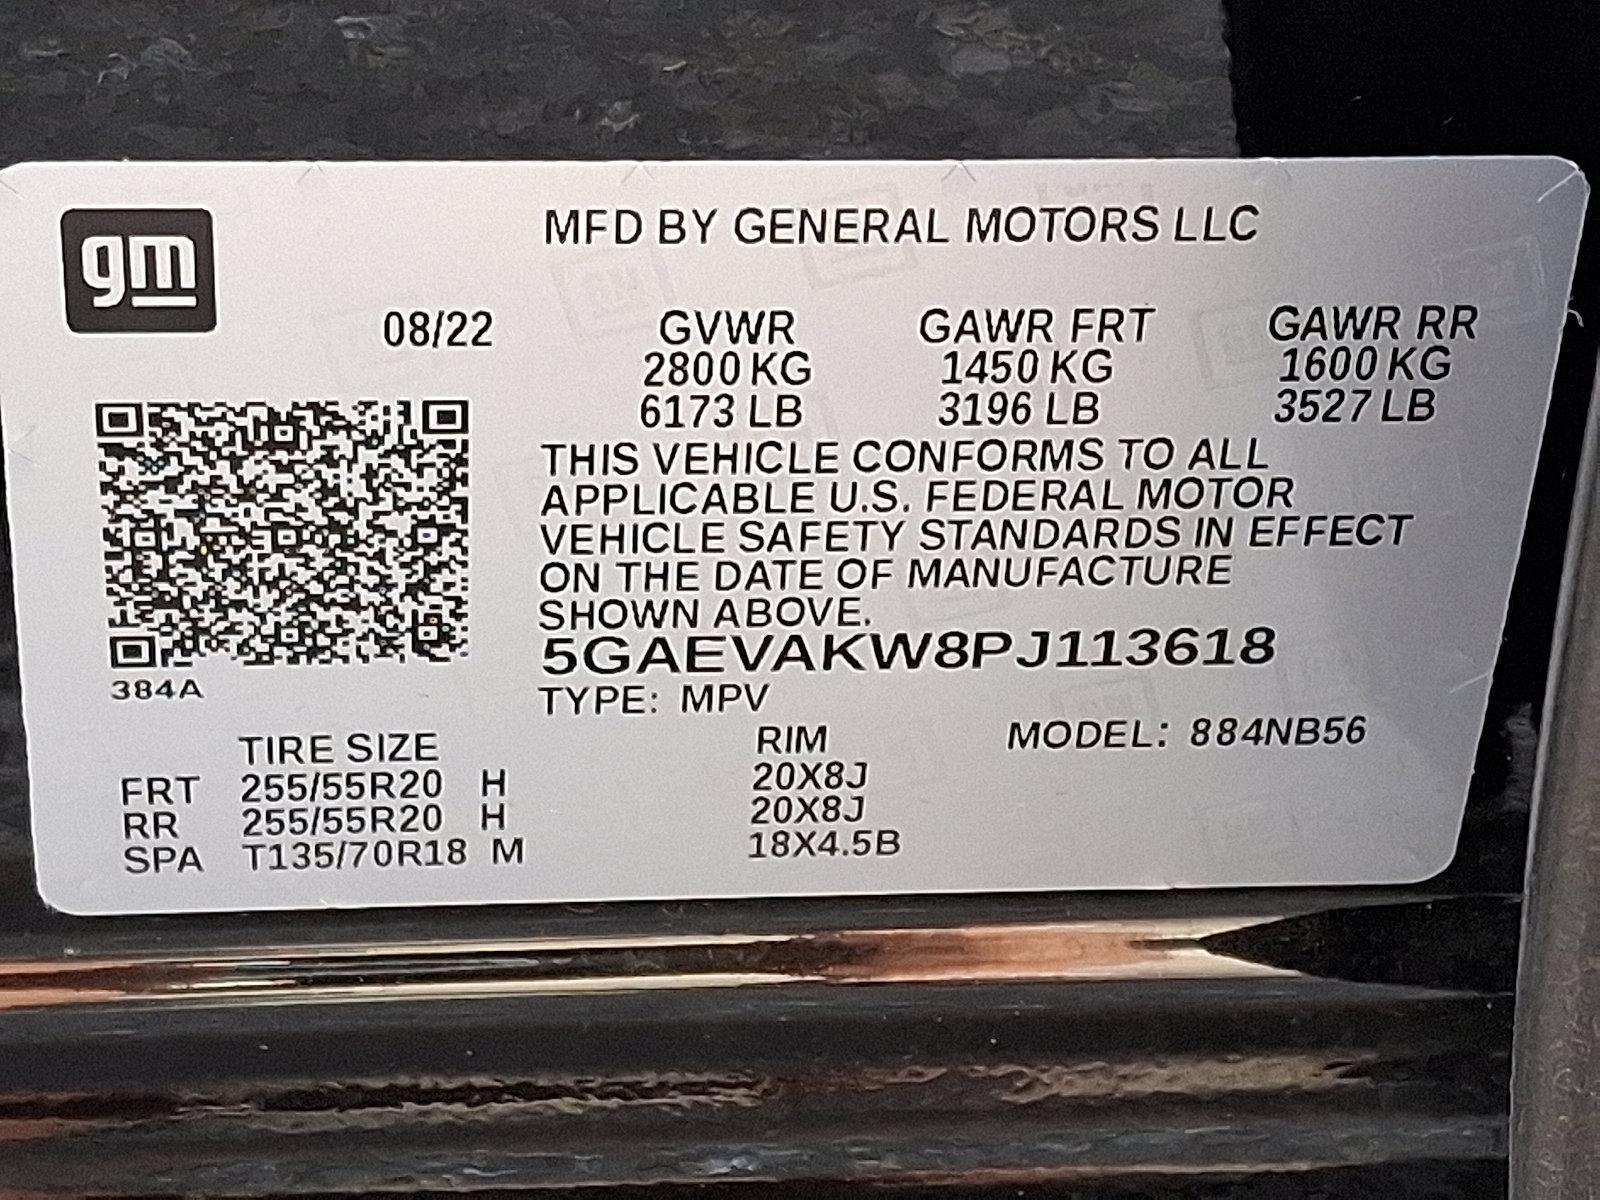 gm
MFD BY GENERAL MOTORS LLC
08/22 GVWR GAWR FRT GAWR RR
2800 KG 1450 KG 1600 KG
6173 LB 3196 LB 3527 LB
THIS VEHICLE CONFORMS TO ALL
APPLICABLE U.S. FEDERAL MOTOR
VEHICLE SAFETY STANDARDS IN EFFECT
ON THE DATE OF MANUFACTURE
SHOWN ABOVE.
5GAEVAKW8PJ113618
384A
TYPE: MPV
TIRE SIZE RIM MODEL: 884NB56
FRT 255/55R20 H 20X8J
RR 255/55R20 H 20X8J
SPA T135/70R18 M 18X4.5B